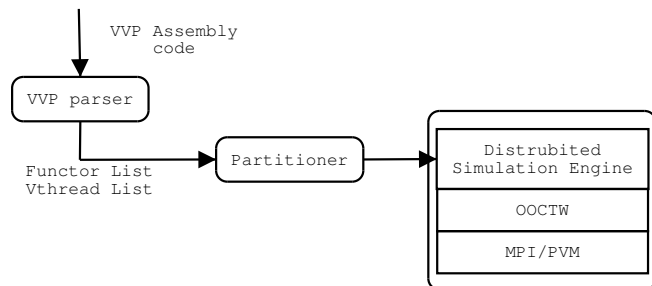 VVP Assembly
code
VVP parser
Functor List
Vthread List
Partitioner
Distrubited
Simulation Engine
OOCTW
MPI/PVM